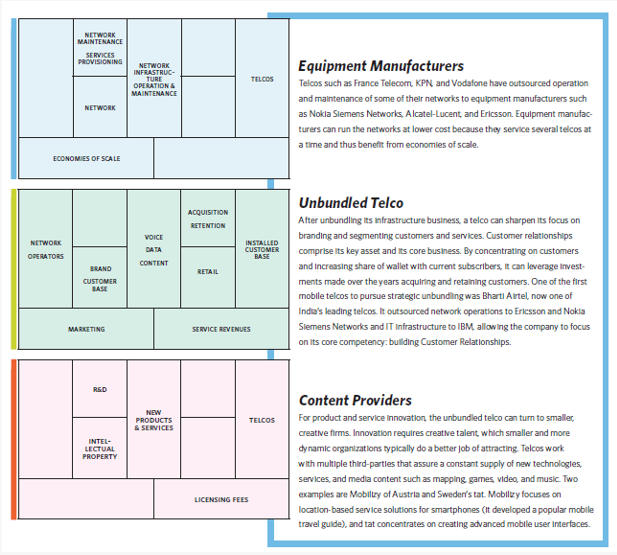 NETWORK
MAINTENANCE
SERVICES
PROVISIONING
NETWORK
NETWORK
INFRASTRUC-
TURE
OPERATION &
MAINTENANCE
TELCOS
ECONOMIES OF SCALE
Equipment Manufacturers
Telcos such as France Telecom, KPN, and Vodafone have outsourced operation
and maintenance of some of their networks to equipment manufacturers such
as Nokia Siemens Networks, Alcatel-Lucent, and Ericsson. Equipment manufac-
turers can run the networks at lower cost because they service several telcos at
a time and thus benefit from economies of scale.
NETWORK
OPERATORS
BRAND
CUSTOMER
BASE
VOICE
DATA
CONTENT
ACQUISITION
RETENTION
RETAIL
INSTALLED
CUSTOMER
BASE
MARKETING
SERVICE REVENUES
Unbundled Telco
After unbundling its infrastructure business, a telco can sharpen its focus on
branding and segmenting customers and services. Customer relationships
comprise its key asset and its core business. By concentrating on customers
and increasing share of wallet with current subscribers, it can leverage invest-
ments made over the years acquiring and retaining customers. One of the first
mobile telcos to pursue strategic unbundling was Bharti Airtel, now one of
India's leading telcos. It outsourced network operations to Ericsson and Nokia
Siemens Networks and IT infrastructure to IBM, allowing the company to focus
on its core competency: building Customer Relationships.
R&D
INTEL-
LECTUAL
PROPERTY
NEW
PRODUCTS
& SERVICES
TELCOS
LICENSING FEES
Content Providers
For product and service innovation, the unbundled telco can turn to smaller,
creative firms. Innovation requires creative talent, which smaller and more
dynamic organizations typically do a better job of attracting. Telcos work
with multiple third-parties that assure a constant supply of new technologies,
services, and media content such as mapping, games, video, and music. Two
examples are Mobilizy of Austria and Sweden's tat. Mobilizy focuses on
location-based service solutions for smartphones (it developed a popular mobile
travel guide), and tat concentrates on creating advanced mobile user interfaces.